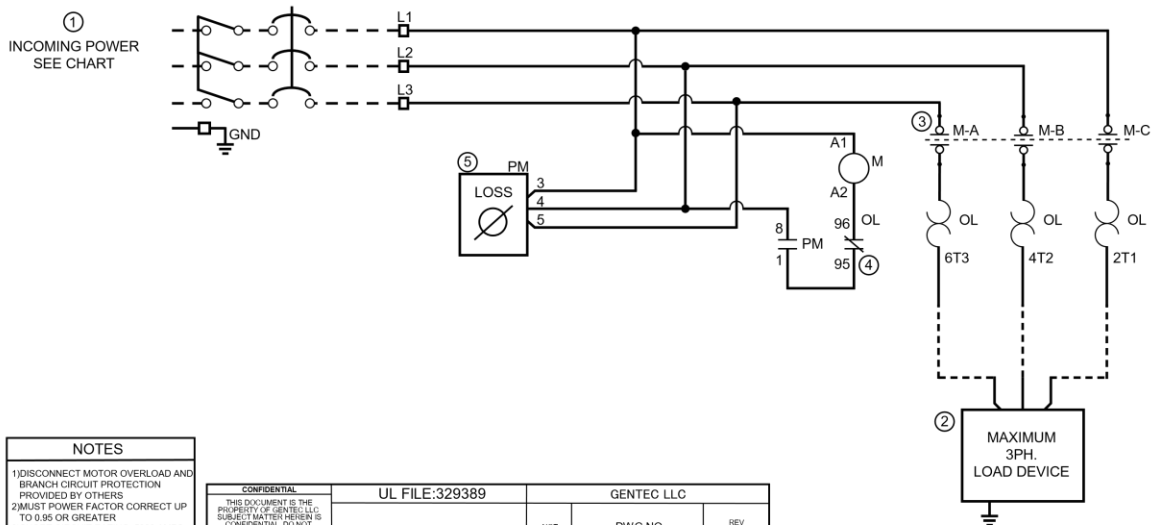 ①
INCOMING POWER
SEE CHART
L1
L2
L3
GND
⑤
PM
LOSS
3
4
5
A1
M
A2
8
PM
1
96
OL
95
④
③
M-A
M-B
M-C
OL
OL
OL
6T3
4T2
2T1
②
MAXIMUM
3PH.
LOAD DEVICE
NOTES
1)DISCONNECT MOTOR OVERLOAD AND
BRANCH CIRCUIT PROTECTION
PROVIDED BY OTHERS
2)MUST POWER FACTOR CORRECT UP
TO 0.95 OR GREATER
CONFIDENTIAL
THIS DOCUMENT IS THE
PROPERTY OF GENTEC LLC
SUBJECT MATTER HEREIN IS
CONFIDENTIAL. DO NOT
UL FILE:329389
GENTEC LLC
DWG NO
REV